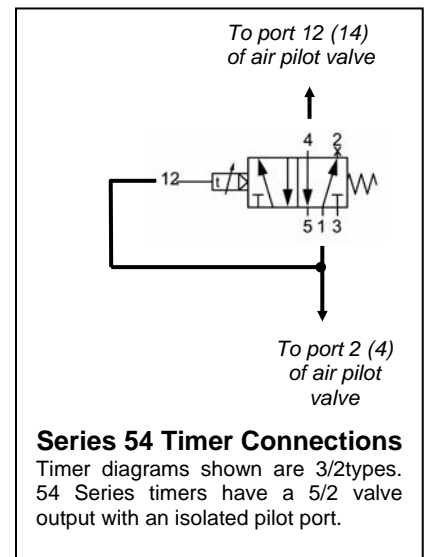 To port 12 (14)
of air pilot valve
4 2
12
t
5 1 3
To port 2 (4)
of air pilot
valve
Series 54 Timer Connections
Timer diagrams shown are 3/2types.
54 Series timers have a 5/2 valve
output with an isolated pilot port.